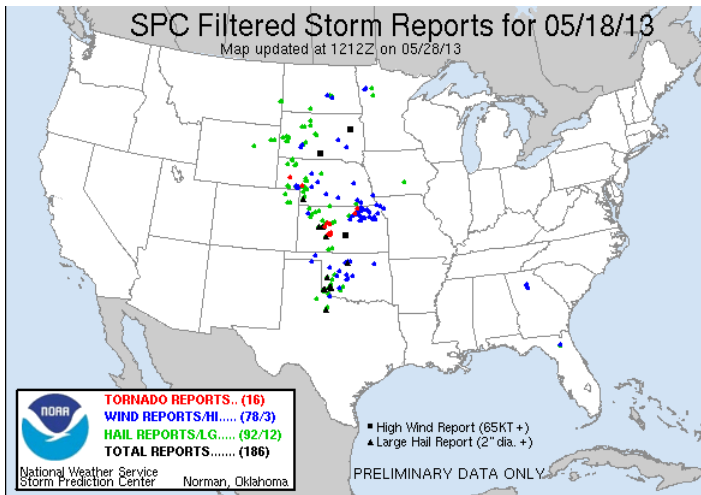 SPC Filtered Storm Reports for 05/18/13
Map updated at 1212Z on 05/28/13
NOAA
TORNADO REPORTS.. (16)
WIND REPORTS/HI..... (78/3)
HAIL REPORTS/LG..... (92/12)
TOTAL REPORTS....... (186)
National Weather Service
Storm Prediction Center Norman, Oklahoma
■ High Wind Report (65KT +)
▲ Large Hail Report (2" dia. +)
PRELIMINARY DATA ONLY